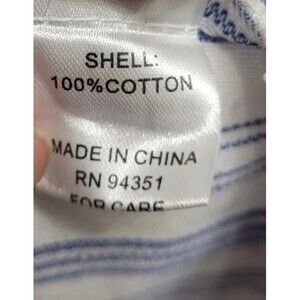 SHELL:
100%COTTON
MADE IN CHINA
RN 94351
FOR CARE